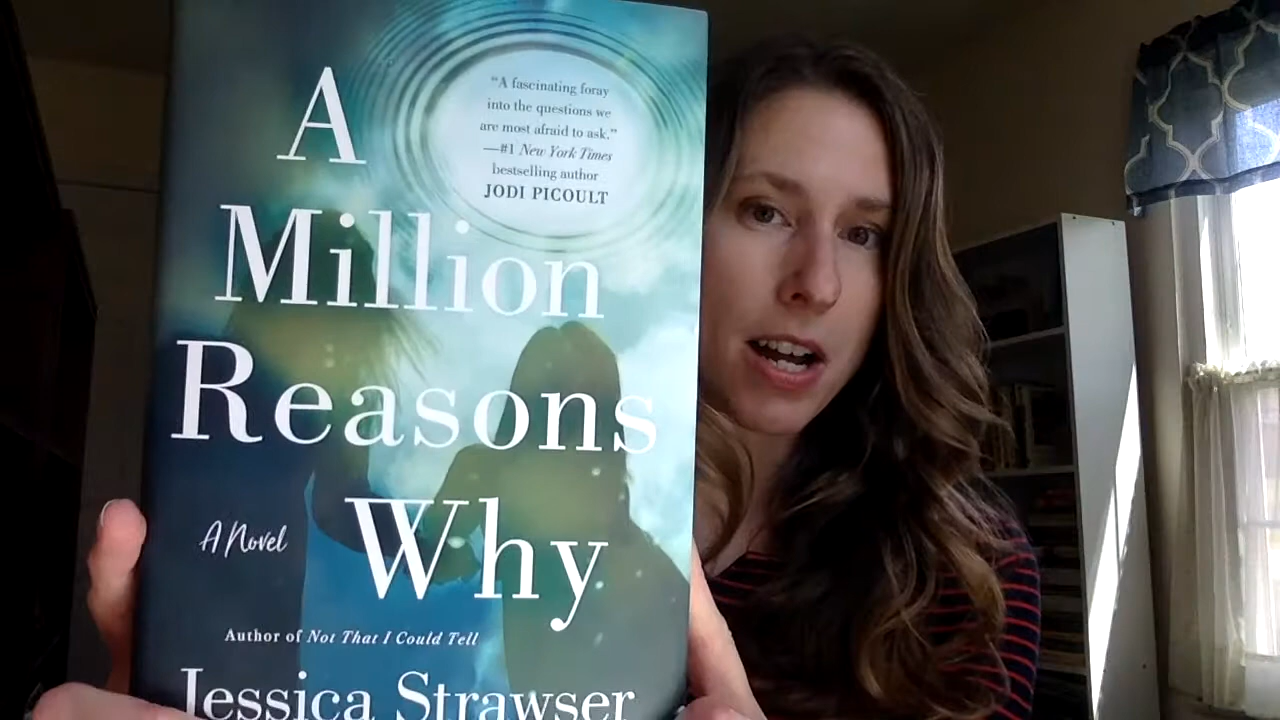 A
Million
Reasons
Why
"A fascinating foray
into the questions we
are most afraid to ask."
—#1 New York Times
bestselling author
JODI PICOULT
A Novel
Author of Not That I Could Tell
Jessica Strawser